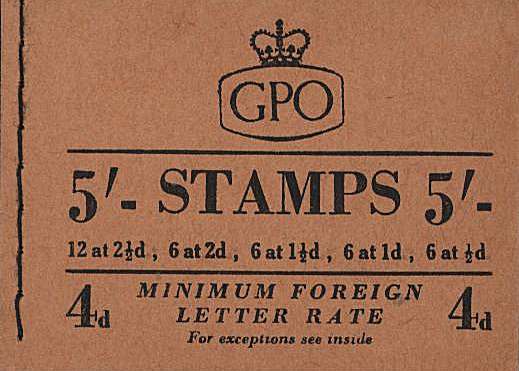 GPO
5/- STAMPS 5/-
12 at 2½d, 6 at 2d, 6 at 1½d, 6 at 1d, 6 at ½d
4d MINIMUM FOREIGN 4d
LETTER RATE
For exceptions see inside